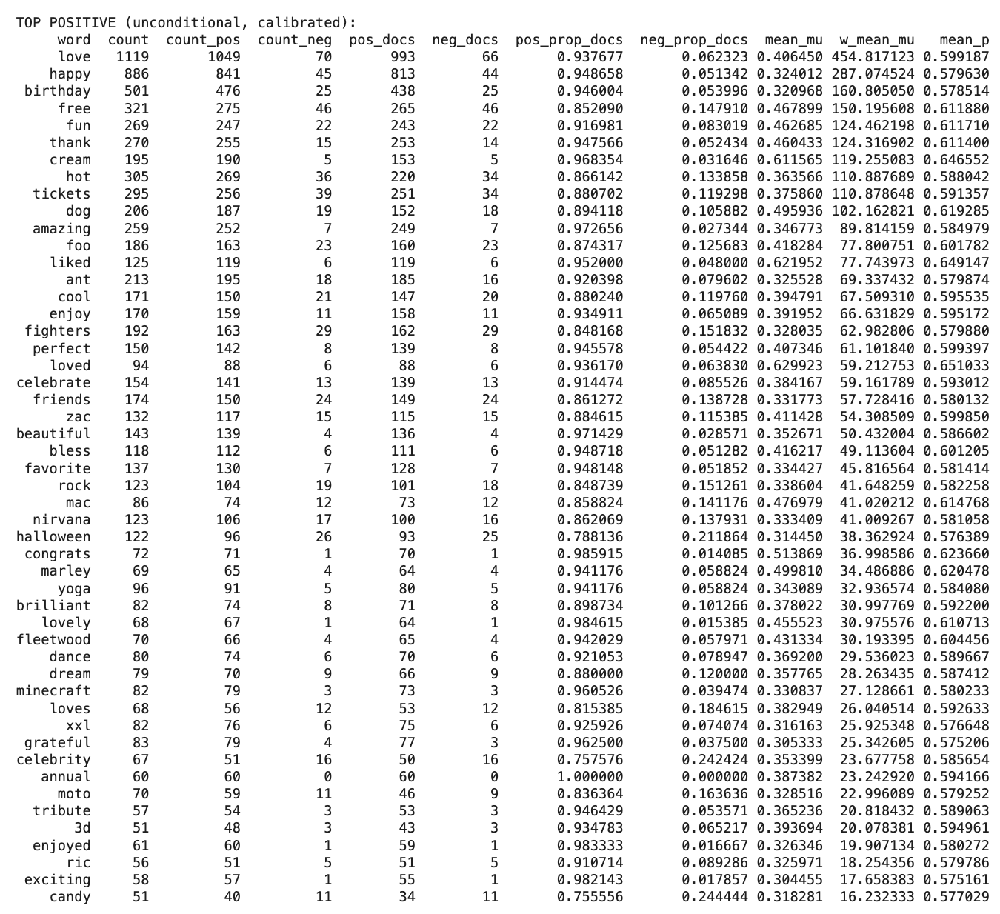 TOP POSITIVE (unconditional, calibrated):
word count count_pos count_neg pos_docs neg_docs pos_prop_docs neg_prop_docs mean_mu w_mean_mu mean_p
love 1119 1049 70 993 66 0.937677 0.062323 0.406450 454.817123 0.599187
happy 886 841 45 813 44 0.948658 0.051342 0.324012 287.074524 0.579630
birthday 501 476 25 438 25 0.946004 0.053996 0.320968 160.805050 0.578514
free 321 275 46 265 46 0.852090 0.147910 0.467899 150.195608 0.611880
fun 269 247 22 243 22 0.916981 0.083019 0.462685 124.462198 0.611710
thank 270 255 15 253 14 0.947566 0.052434 0.460433 124.316902 0.611400
cream 195 190 5 153 5 0.968354 0.031646 0.611565 119.255083 0.646552
hot 305 269 36 220 34 0.866142 0.133858 0.363566 110.887689 0.588042
tickets 295 256 39 251 34 0.880702 0.119298 0.375860 110.878648 0.591357
dog 206 187 19 152 18 0.894118 0.105882 0.495936 102.162821 0.619285
amazing 259 252 7 249 7 0.972656 0.027344 0.346773 89.814159 0.584979
foo 186 163 23 160 23 0.874317 0.125683 0.418284 77.800751 0.601782
liked 125 119 6 119 6 0.952000 0.048000 0.621952 77.743973 0.649147
ant 213 195 18 185 16 0.920398 0.079602 0.325528 69.337432 0.579874
cool 171 150 21 147 20 0.880240 0.119760 0.394791 67.509310 0.595535
enjoy 170 159 11 158 11 0.934911 0.065089 0.391952 66.631829 0.595172
fighters 192 163 29 162 29 0.848168 0.151832 0.328035 62.982806 0.579880
perfect 150 142 8 139 8 0.945578 0.054422 0.407346 61.101840 0.599397
loved 94 88 6 88 6 0.936170 0.063830 0.629923 59.212753 0.651033
celebrate 154 141 13 139 13 0.914474 0.085526 0.384167 59.161789 0.593012
friends 174 150 24 149 24 0.861272 0.138728 0.331773 57.728416 0.580132
zac 132 117 15 115 15 0.884615 0.115385 0.411428 54.308509 0.599850
beautiful 143 139 4 136 4 0.971429 0.028571 0.352671 50.432004 0.586602
bless 118 112 6 111 6 0.948718 0.051282 0.416217 49.113604 0.601205
favorite 137 130 7 128 7 0.948148 0.051852 0.334427 45.816564 0.581414
rock 123 104 19 101 18 0.848739 0.151261 0.338604 41.648259 0.582258
mac 86 74 12 73 12 0.858824 0.141176 0.476979 41.020212 0.614768
nirvana 123 106 17 100 16 0.862069 0.137931 0.333409 41.009267 0.581058
halloween 122 96 26 93 25 0.788136 0.211864 0.314450 38.362924 0.576389
congrats 72 71 1 70 1 0.985915 0.014085 0.513869 36.998586 0.623660
marley 69 65 4 64 4 0.941176 0.058824 0.499810 34.486886 0.620478
yoga 96 91 5 80 5 0.941176 0.058824 0.343089 32.936574 0.584080
brilliant 82 74 8 71 8 0.898734 0.101266 0.378022 30.997769 0.592200
lovely 68 67 1 64 1 0.984615 0.015385 0.455523 30.975576 0.610713
fleetwood 70 66 4 65 4 0.942029 0.057971 0.431334 30.193395 0.604456
dance 80 74 6 70 6 0.921053 0.078947 0.369200 29.536023 0.589667
dream 79 70 9 66 9 0.880000 0.120000 0.357765 28.263435 0.587412
minecraft 82 79 3 73 3 0.960526 0.039474 0.330837 27.128661 0.580233
loves 68 56 12 53 12 0.815385 0.184615 0.382949 26.040514 0.592633
xxl 82 76 6 75 6 0.925926 0.074074 0.316163 25.925348 0.576648
grateful 83 79 4 77 3 0.962500 0.037500 0.305333 25.342605 0.575206
celebrity 67 51 16 50 16 0.757576 0.242424 0.353399 23.677758 0.585654
annual 60 60 0 60 0 1.000000 0.000000 0.387382 23.242920 0.594166
moto 70 59 11 46 9 0.836364 0.163636 0.328516 22.996089 0.579252
tribute 57 54 3 53 3 0.946429 0.053571 0.365236 20.818432 0.589063
3d 51 48 3 43 3 0.934783 0.065217 0.393694 20.078381 0.594961
enjoyed 61 60 1 59 1 0.983333 0.016667 0.326346 19.907134 0.580272
ric 56 51 5 51 5 0.910714 0.089286 0.325971 18.254356 0.579786
exciting 58 57 1 55 1 0.982143 0.017857 0.304455 17.658383 0.575161
candy 51 40 11 34 11 0.755556 0.244444 0.318281 16.232333 0.577029